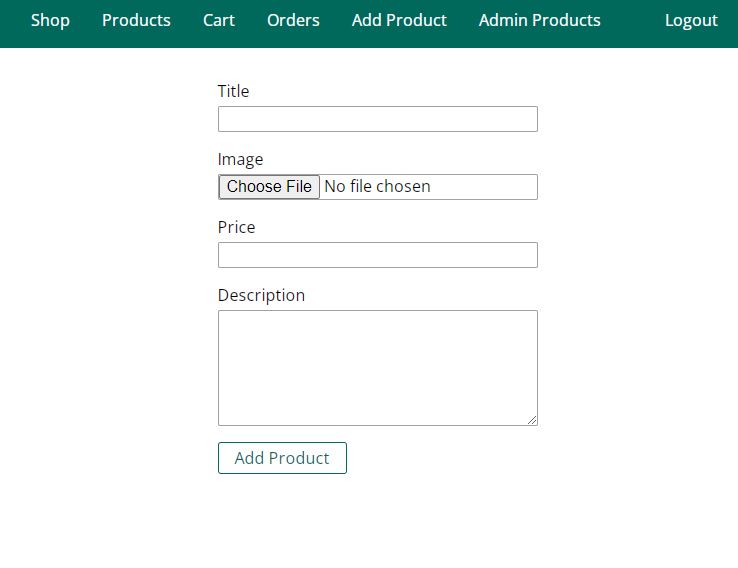 Shop Products Cart Orders Add Product Admin Products Logout
Title
Image
Choose File No file chosen
Price
Description
Add Product